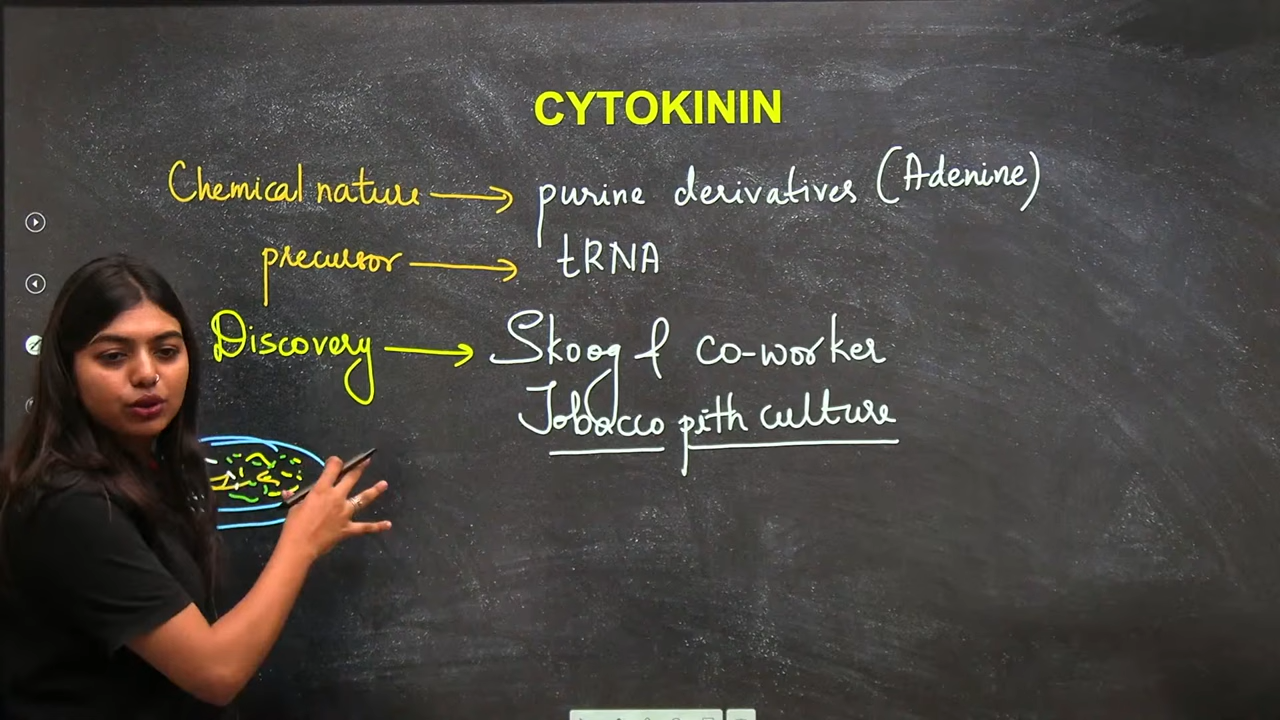 CYTOKININ
Chemical nature → purine derivatives (Adenine)
precursor → tRNA
Discovery → Skoog & co-worker
Tobacco pith culture